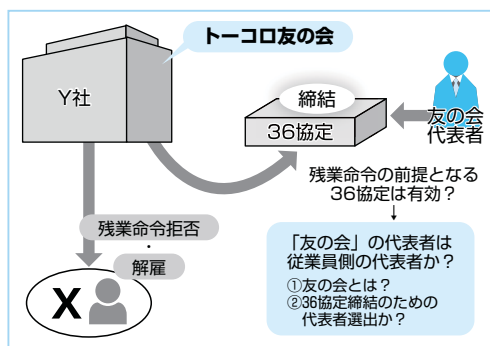 トーコロ友の会
Y社
締結
36協定
友の会
代表者
残業命令の前提となる
36協定は有効？
↓
残業命令拒否
・
解雇
X
「友の会」の代表者は
従業員側の代表者か？
①友の会とは？
②36協定締結のための
代表者選出か？